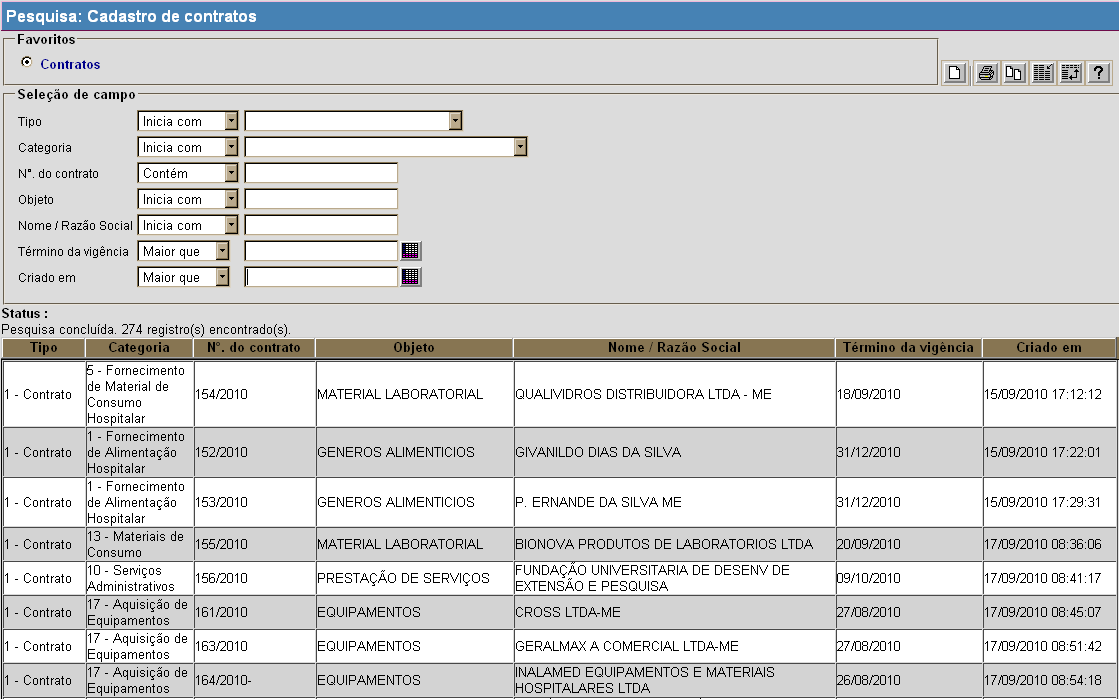 Pesquisa: Cadastro de contratos
Favoritos
Contratos
?
Seleção de campo
Tipo Inicia com
Categoria Inicia com
N°. do contrato Contém
Objeto Inicia com
Nome / Razão Social Inicia com
Término da vigência Maior que
Criado em Maior que
Status :
Pesquisa concluída. 274 registro(s) encontrado(s).
Tipo Categoria N°. do contrato Objeto Nome / Razão Social Término da vigência Criado em
5 - Fornecimento
de Material de
1 - Contrato Consumo 154/2010 MATERIAL LABORATORIAL QUALIVIDROS DISTRIBUIDORA LTDA - ME 18/09/2010 15/09/2010 17:12:12
Hospitalar
1 - Fornecimento
1 - Contrato de Alimentação 152/2010 GENEROS ALIMENTICIOS GIVANILDO DIAS DA SILVA 31/12/2010 15/09/2010 17:22:01
Hospitalar
1 - Fornecimento
1 - Contrato de Alimentação 153/2010 GENEROS ALIMENTICIOS P. ERNANDE DA SILVA ME 31/12/2010 15/09/2010 17:29:31
Hospitalar
1 - Contrato 13 - Materiais de 155/2010 MATERIAL LABORATORIAL BIONOVA PRODUTOS DE LABORATORIOS LTDA 20/09/2010 17/09/2010 08:36:06
Consumo
1 - Contrato 10 - Serviços 156/2010 PRESTAÇÃO DE SERVIÇOS FUNDAÇÃO UNIVERSITARIA DE DESENV DE 09/10/2010 17/09/2010 08:41:17
Administrativos EXTENSÃO E PESQUISA
1 - Contrato 17 - Aquisição de 161/2010 EQUIPAMENTOS CROSS LTDA-ME 27/08/2010 17/09/2010 08:45:07
Equipamentos
1 - Contrato 17 - Aquisição de 163/2010 EQUIPAMENTOS GERALMAX A COMERCIAL LTDA-ME 27/08/2010 17/09/2010 08:51:42
Equipamentos
1 - Contrato 17 - Aquisição de 164/2010- EQUIPAMENTOS INALAMED EQUIPAMENTOS E MATERIAIS 26/08/2010 17/09/2010 08:54:18
Equipamentos HOSPITALARES LTDA